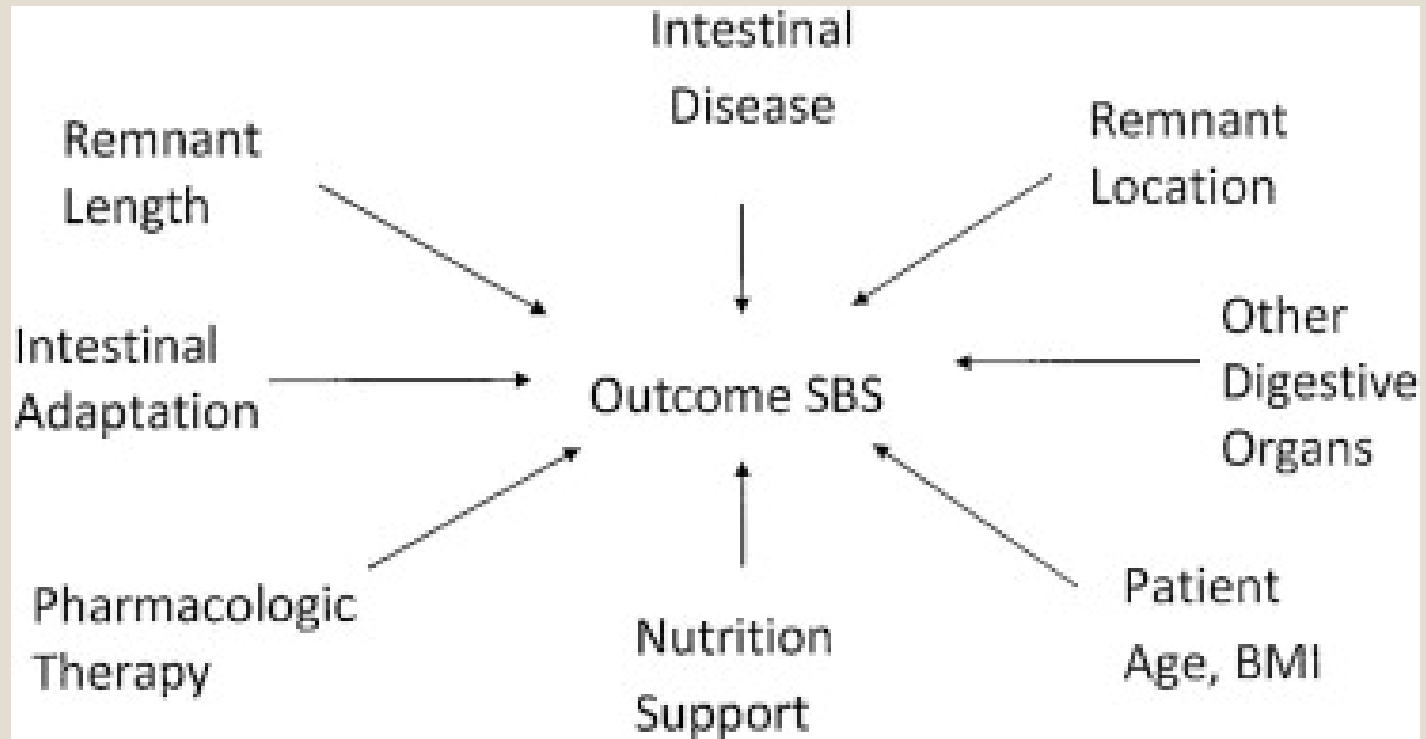 Intestinal
Disease
Remnant
Length
Remnant
Location
Intestinal
Adaptation
Outcome SBS
Other
Digestive
Organs
Pharmacologic
Therapy
Nutrition
Support
Patient
Age, BMI